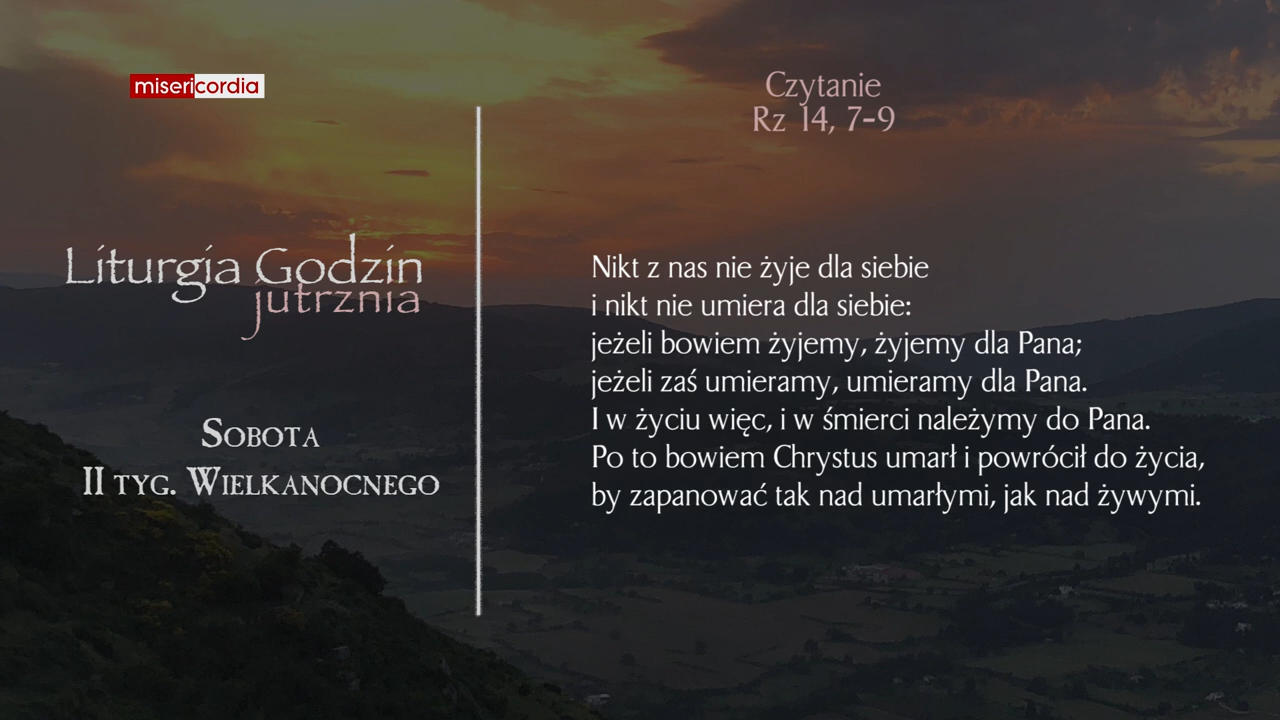 misericordia
Liturgia Godzin
jutrznia
Sobota
II tyg. Wielkanocnego
Czytanie
Rz 14, 7-9
Nikt z nas nie żyje dla siebie
i nikt nie umiera dla siebie:
jeżeli bowiem żyjemy, żyjemy dla Pana;
jeżeli zaś umieramy, umieramy dla Pana.
I w życiu więc, i w śmierci należymy do Pana.
Po to bowiem Chrystus umarł i powrócił do życia,
by zapanować tak nad umarłymi, jak nad żywymi.